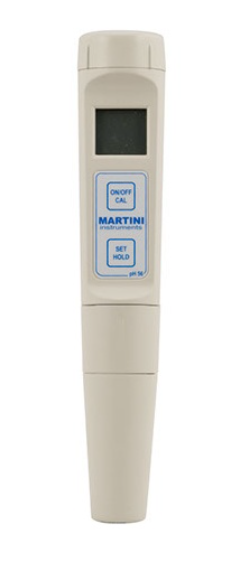 ON/OFF
CAL
MARTINI
instruments
SET
HOLD
pH 56